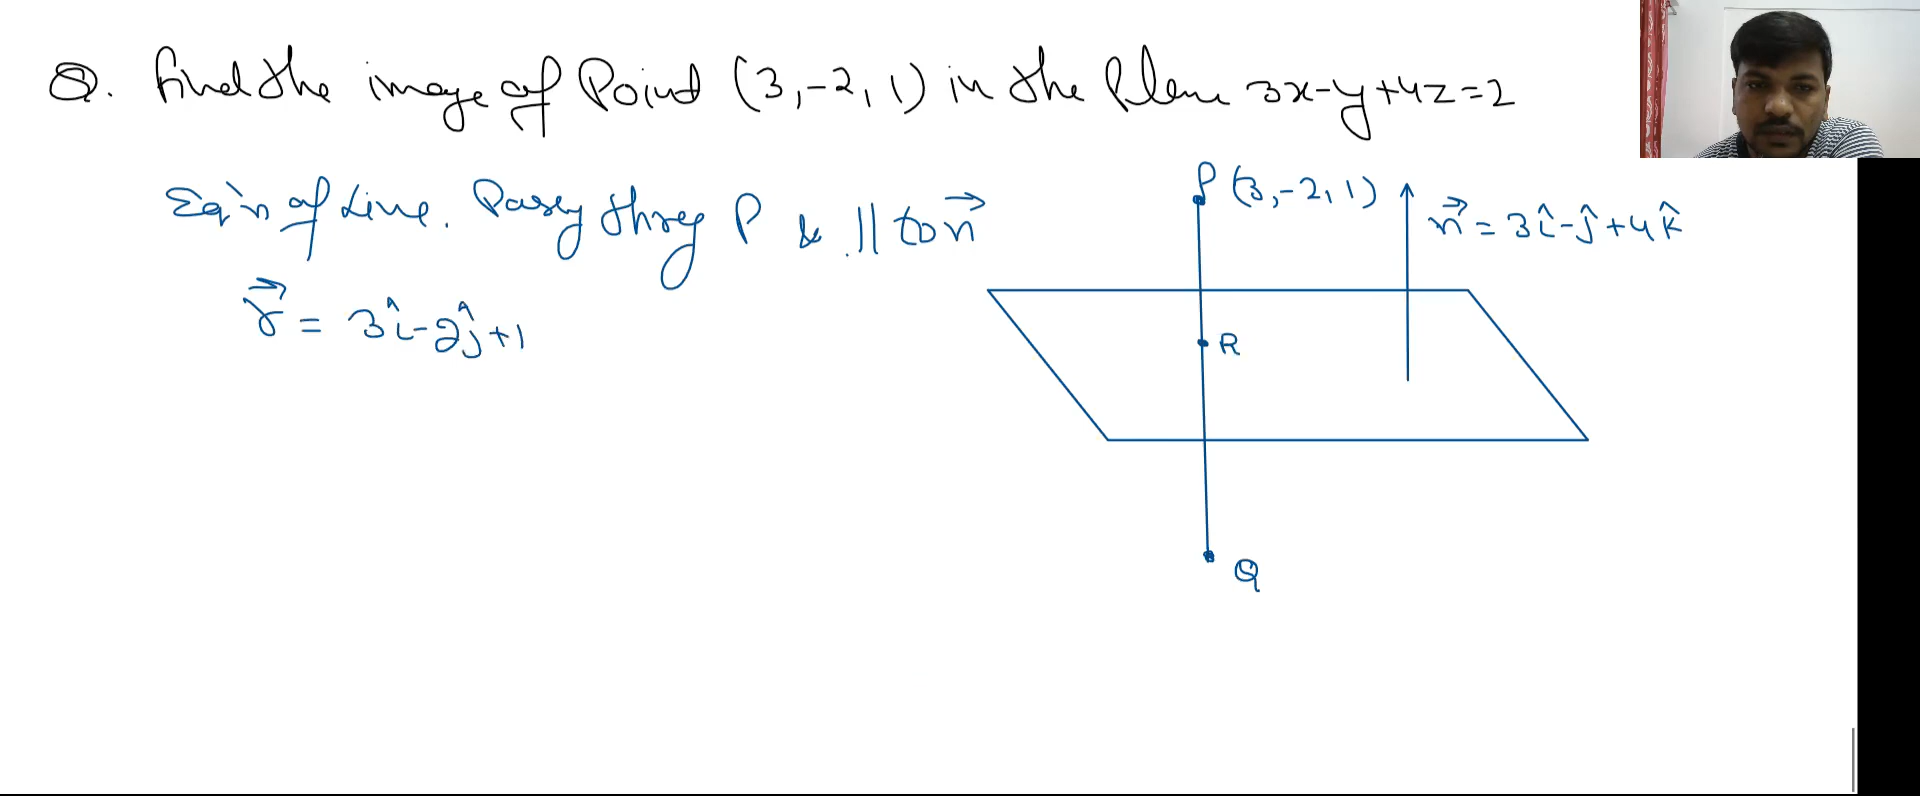 Q. Find the image of Point (3,-2,1) in the Plane 3x-y+4z=2
Eq'n of Line. Passing through P & || to n⃗
r⃗ = 3î-2ĵ+1
P (3,-2,1)
n⃗ = 3î-ĵ+4k̂
R
Q